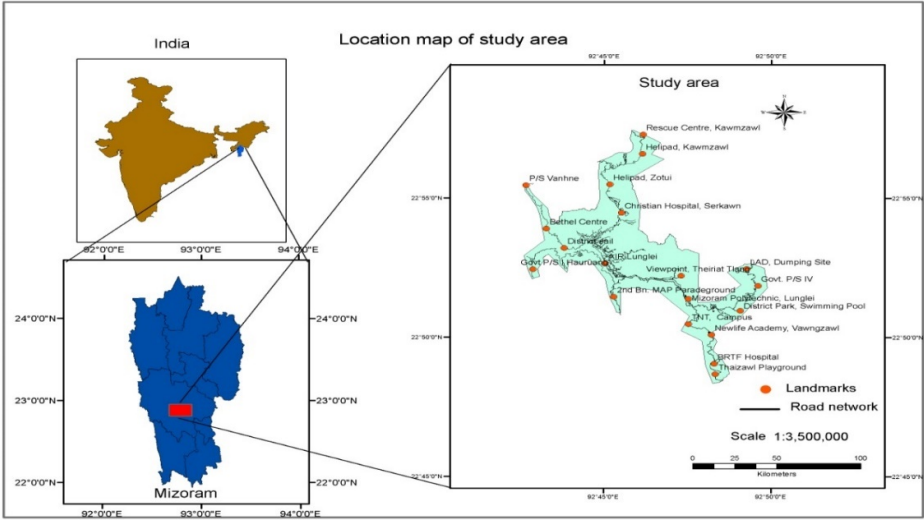 Location map of study area
India
92°0'0"E
93°0'0"E
94°0'0"E
24°0'0"N
23°0'0"N
22°0'0"N
24°0'0"N
23°0'0"N
22°0'0"N
Mizoram
92°0'0"E
93°0'0"E
94°0'0"E
92°45'0"E
92°50'0"E
Study area
N
Rescue Centre, Kawmzawl
Helipad, Kawmzawl
P/S Vanhne
Helipad, Zotui
22°55'0"N
22°55'0"N
Christian Hospital, Serkawn
Bethel Centre
District Jail
AIR Lunglei
Govt P/S I Hauruang
Viewpoint, Theiriat Tlang
LAD, Dumping Site
Govt. P/S IV
2nd Bn. MAP Paradeground
Mizoram Polytechnic, Lunglei
District Park, Swimming Pool
TNT, Campus
Newlife Academy, Vawngzawl
22°50'0"N
22°50'0"N
BRTF Hospital
Thaizawl Playground
Landmarks
Road network
Scale 1:3,500,000
0 25 50 100
Kilometers
22°45'0"N
22°45'0"N
92°45'0"E
92°50'0"E